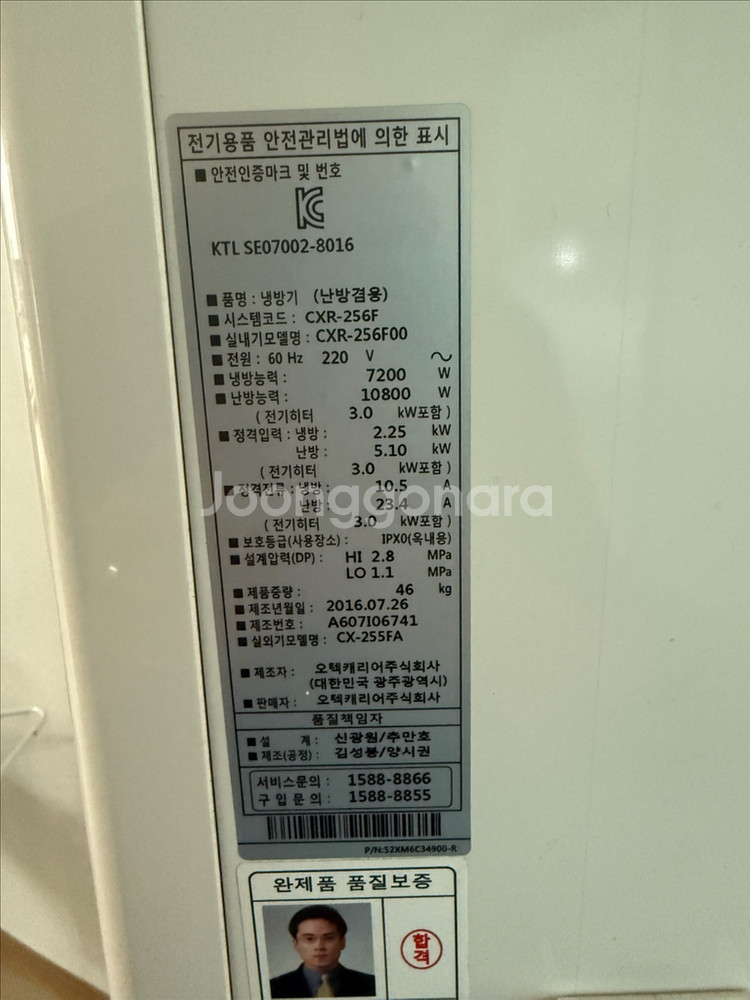 전기용품 안전관리법에 의한 표시
■ 안전인증마크 및 번호
KTL SE07002-8016
■ 품명 : 냉방기 (난방겸용)
■ 시스템코드 : CXR-256F
■ 실내기모델명 : CXR-256F00
■ 전원 : 60 Hz 220 V ~
■ 냉방능력 : 7200 W
■ 난방능력 : 10800 W
( 전기히터 3.0 kW포함 )
■ 정격입력 : 냉방 : 2.25 kW
난방 : 5.10 kW
( 전기히터 3.0 kW포함 )
■ 정격전류 : 냉방 : 10.5 A
난방 : 23.4 A
( 전기히터 3.0 kW포함 )
Joonggonara
■ 보호등급(사용장소) : IPX0(옥내용)
■ 설계압력(DP) : HI 2.8 MPa
LO 1.1 MPa
■ 제품중량 : 46 kg
■ 제조년월일 : 2016.07.26
■ 제조번호 : A607I06741
■ 실외기모델명 : CX-255FA
■ 제조자 : 오텍캐리어주식회사
(대한민국 광주광역시)
■ 판매자 : 오텍캐리어주식회사
품질책임자
■ 설 계 : 신광원/추만호
■ 제조(공정) : 김성봉/양시권
서비스문의 : 1588-8866
구 입 문 의 : 1588-8855
P/N:52XM6C34900-R
완제품 품질보증
합격